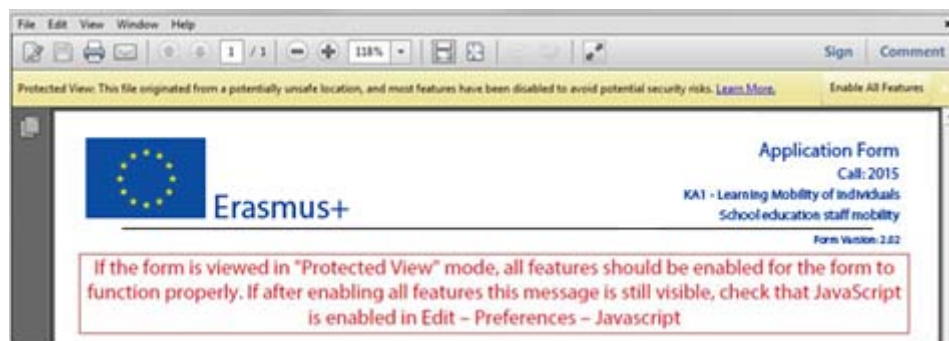 File Edit View Window Help
1 / 1 118% Sign Comment
Protected View: This file originated from a potentially unsafe location, and most features have been disabled to avoid potential security risks. Learn More. Enable All Features
Application Form
Call: 2015
KA1 - Learning Mobility of Individuals
Erasmus+
School education staff mobility
Form Version: 2.02
If the form is viewed in "Protected View" mode, all features should be enabled for the form to
function properly. If after enabling all features this message is still visible, check that JavaScript
is enabled in Edit – Preferences – Javascript